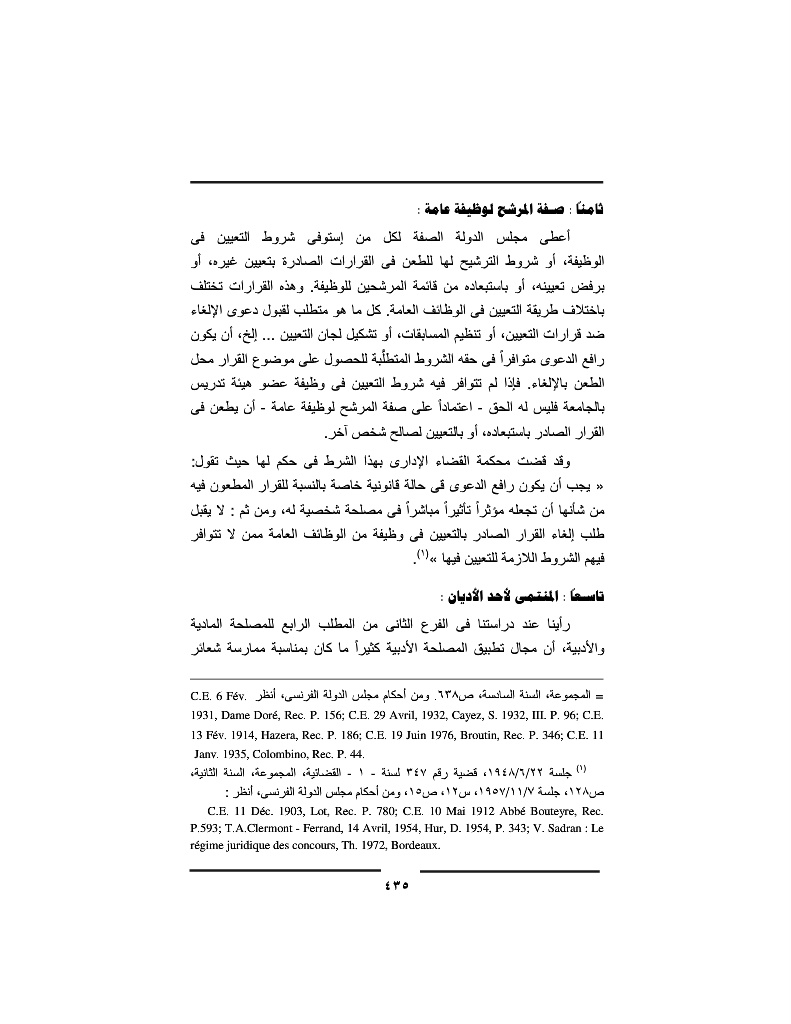 ثامناً : صفة المرشح لوظيفة عامة :
أعطى مجلس الدولة الصفة لكل من إستوفى شروط التعيين فى
الوظيفة، أو شروط الترشيح لها للطعن فى القرارات الصادرة بتعيين غيره، أو
برفض تعيينه، أو باستبعاده من قائمة المرشحين للوظيفة. وهذه القرارات تختلف
باختلاف طريقة التعيين فى الوظائف العامة. كل ما هو متطلب لقبول دعوى الإلغاء
ضد قرارات التعيين، أو تنظيم المسابقات، أو تشكيل لجان التعيين ... إلخ، أن يكون
رافع الدعوى متوافراً فى حقه الشروط المتطلَّبة للحصول على موضوع القرار محل
الطعن بالإلغاء. فإذا لم تتوافر فيه شروط التعيين فى وظيفة عضو هيئة تدريس
بالجامعة فليس له الحق - اعتماداً على صفة المرشح لوظيفة عامة - أن يطعن فى
القرار الصادر باستبعاده، أو بالتعيين لصالح شخص آخر.
وقد قضت محكمة القضاء الإدارى بهذا الشرط فى حكم لها حيث تقول:
« يجب أن يكون رافع الدعوى قى حالة قانونية خاصة بالنسبة للقرار المطعون فيه
من شأنها أن تجعله مؤثراً تأثيراً مباشراً فى مصلحة شخصية له، ومن ثم : لا يقبل
طلب إلغاء القرار الصادر بالتعيين فى وظيفة من الوظائف العامة ممن لا تتوافر
فيهم الشروط اللازمة للتعيين فيها »(١).
تاسعاً : المنتمى لأحد الأديان :
رأينا عند دراستنا فى الفرع الثانى من المطلب الرابع للمصلحة المادية
والأدبية، أن مجال تطبيق المصلحة الأدبية كثيراً ما كان بمناسبة ممارسة شعائر
= المجموعة، السنة السادسة، ص٦٣٨. ومن أحكام مجلس الدولة الفرنسى، أنظر C.E. 6 Fév.
1931, Dame Doré, Rec. P. 156; C.E. 29 Avril, 1932, Cayez, S. 1932, III. P. 96; C.E.
13 Fév. 1914, Hazera, Rec. P. 186; C.E. 19 Juin 1976, Broutin, Rec. P. 346; C.E. 11
Janv. 1935, Colombino, Rec. P. 44.
(١) جلسة ١٩٤٨/٦/٢٢، قضية رقم ٣٤٧ لسنة - ١ - القضائية، المجموعة، السنة الثانية،
ص١٢٨، جلسة ١٩٥٧/١١/٧، س١٢، ص١٥، ومن أحكام مجلس الدولة الفرنسى، أنظر :
C.E. 11 Déc. 1903, Lot, Rec. P. 780; C.E. 10 Mai 1912 Abbé Bouteyre, Rec.
P.593; T.A.Clermont - Ferrand, 14 Avril, 1954, Hur, D. 1954, P. 343; V. Sadran : Le
régime juridique des concours, Th. 1972, Bordeaux.
٤٣٥